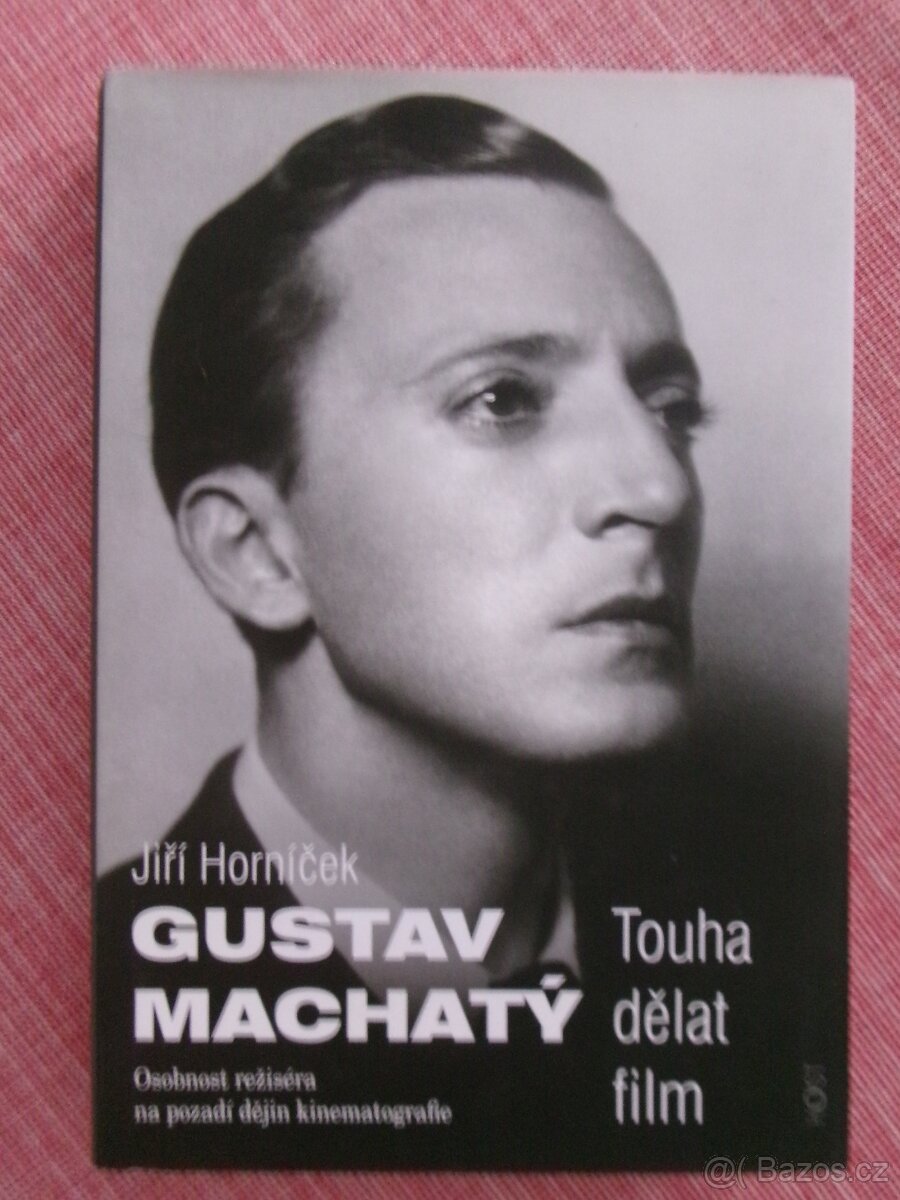 Jiří Horníček
GUSTAV
MACHATÝ
Osobnost režiséra
na pozadí dějin kinematografie
Touha
dělat
film
HOST
@( Bazos.cz